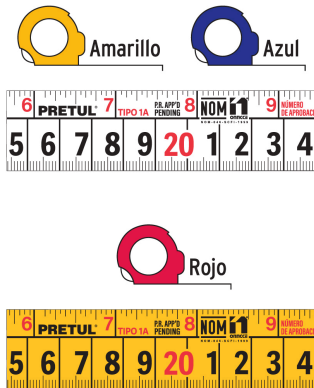 Amarillo
Azul
6 PRETUL® 7 TIPO 1A P.R. APP'D PENDING 8 NOM 9 NÚMERO DE APROBAC
5 6 7 8 9 20 1 2 3 4
Rojo
6 PRETUL® 7 TIPO 1A P.R. APP'D PENDING 8 NOM 9 NÚMERO DE APROBAC
5 6 7 8 9 20 1 2 3 4